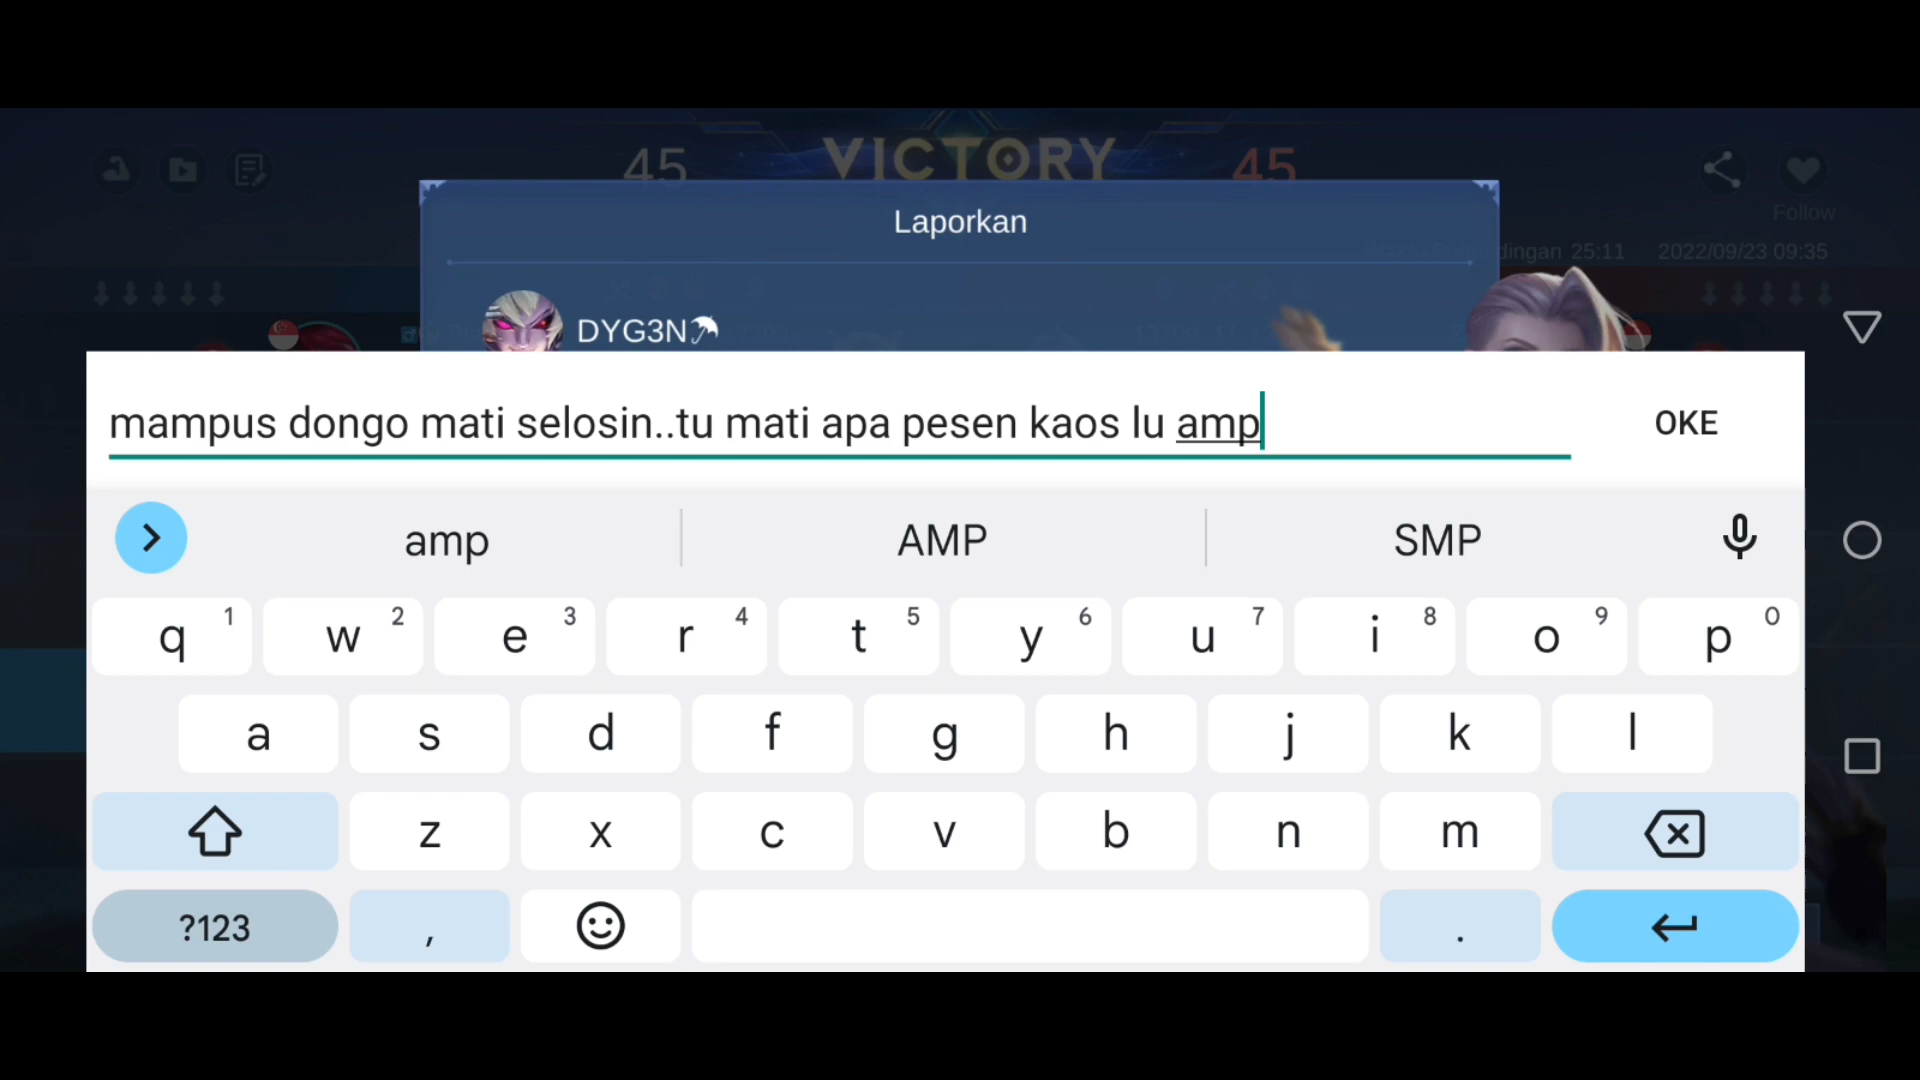 45 VICTORY 45
Follow
Laporkan
dingan 25:11 2022/09/23 09:35
DYG3N
mampus dongo mati selosin..tu mati apa pesen kaos lu amp
OKE
amp AMP SMP
q 1 w 2 e 3 r 4 t 5 y 6 u 7 i 8 o 9 p 0
a s d f g h j k l
z x c v b n m
?123 , .